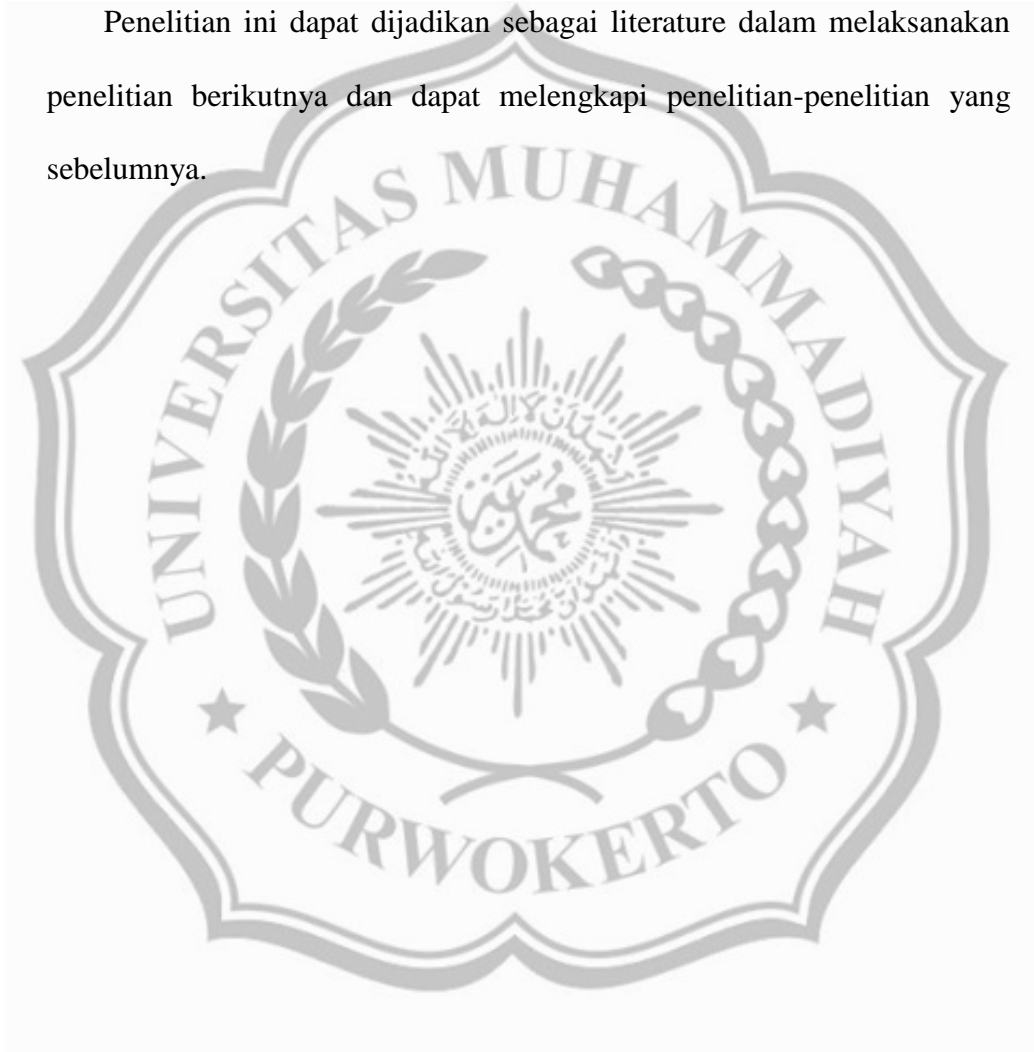 Penelitian ini dapat dijadikan sebagai literature dalam melaksanakan
penelitian berikutnya dan dapat melengkapi penelitian-penelitian yang
sebelumnya.
UNIVERSITAS MUHAMMADIYAH
PURWOKERTO